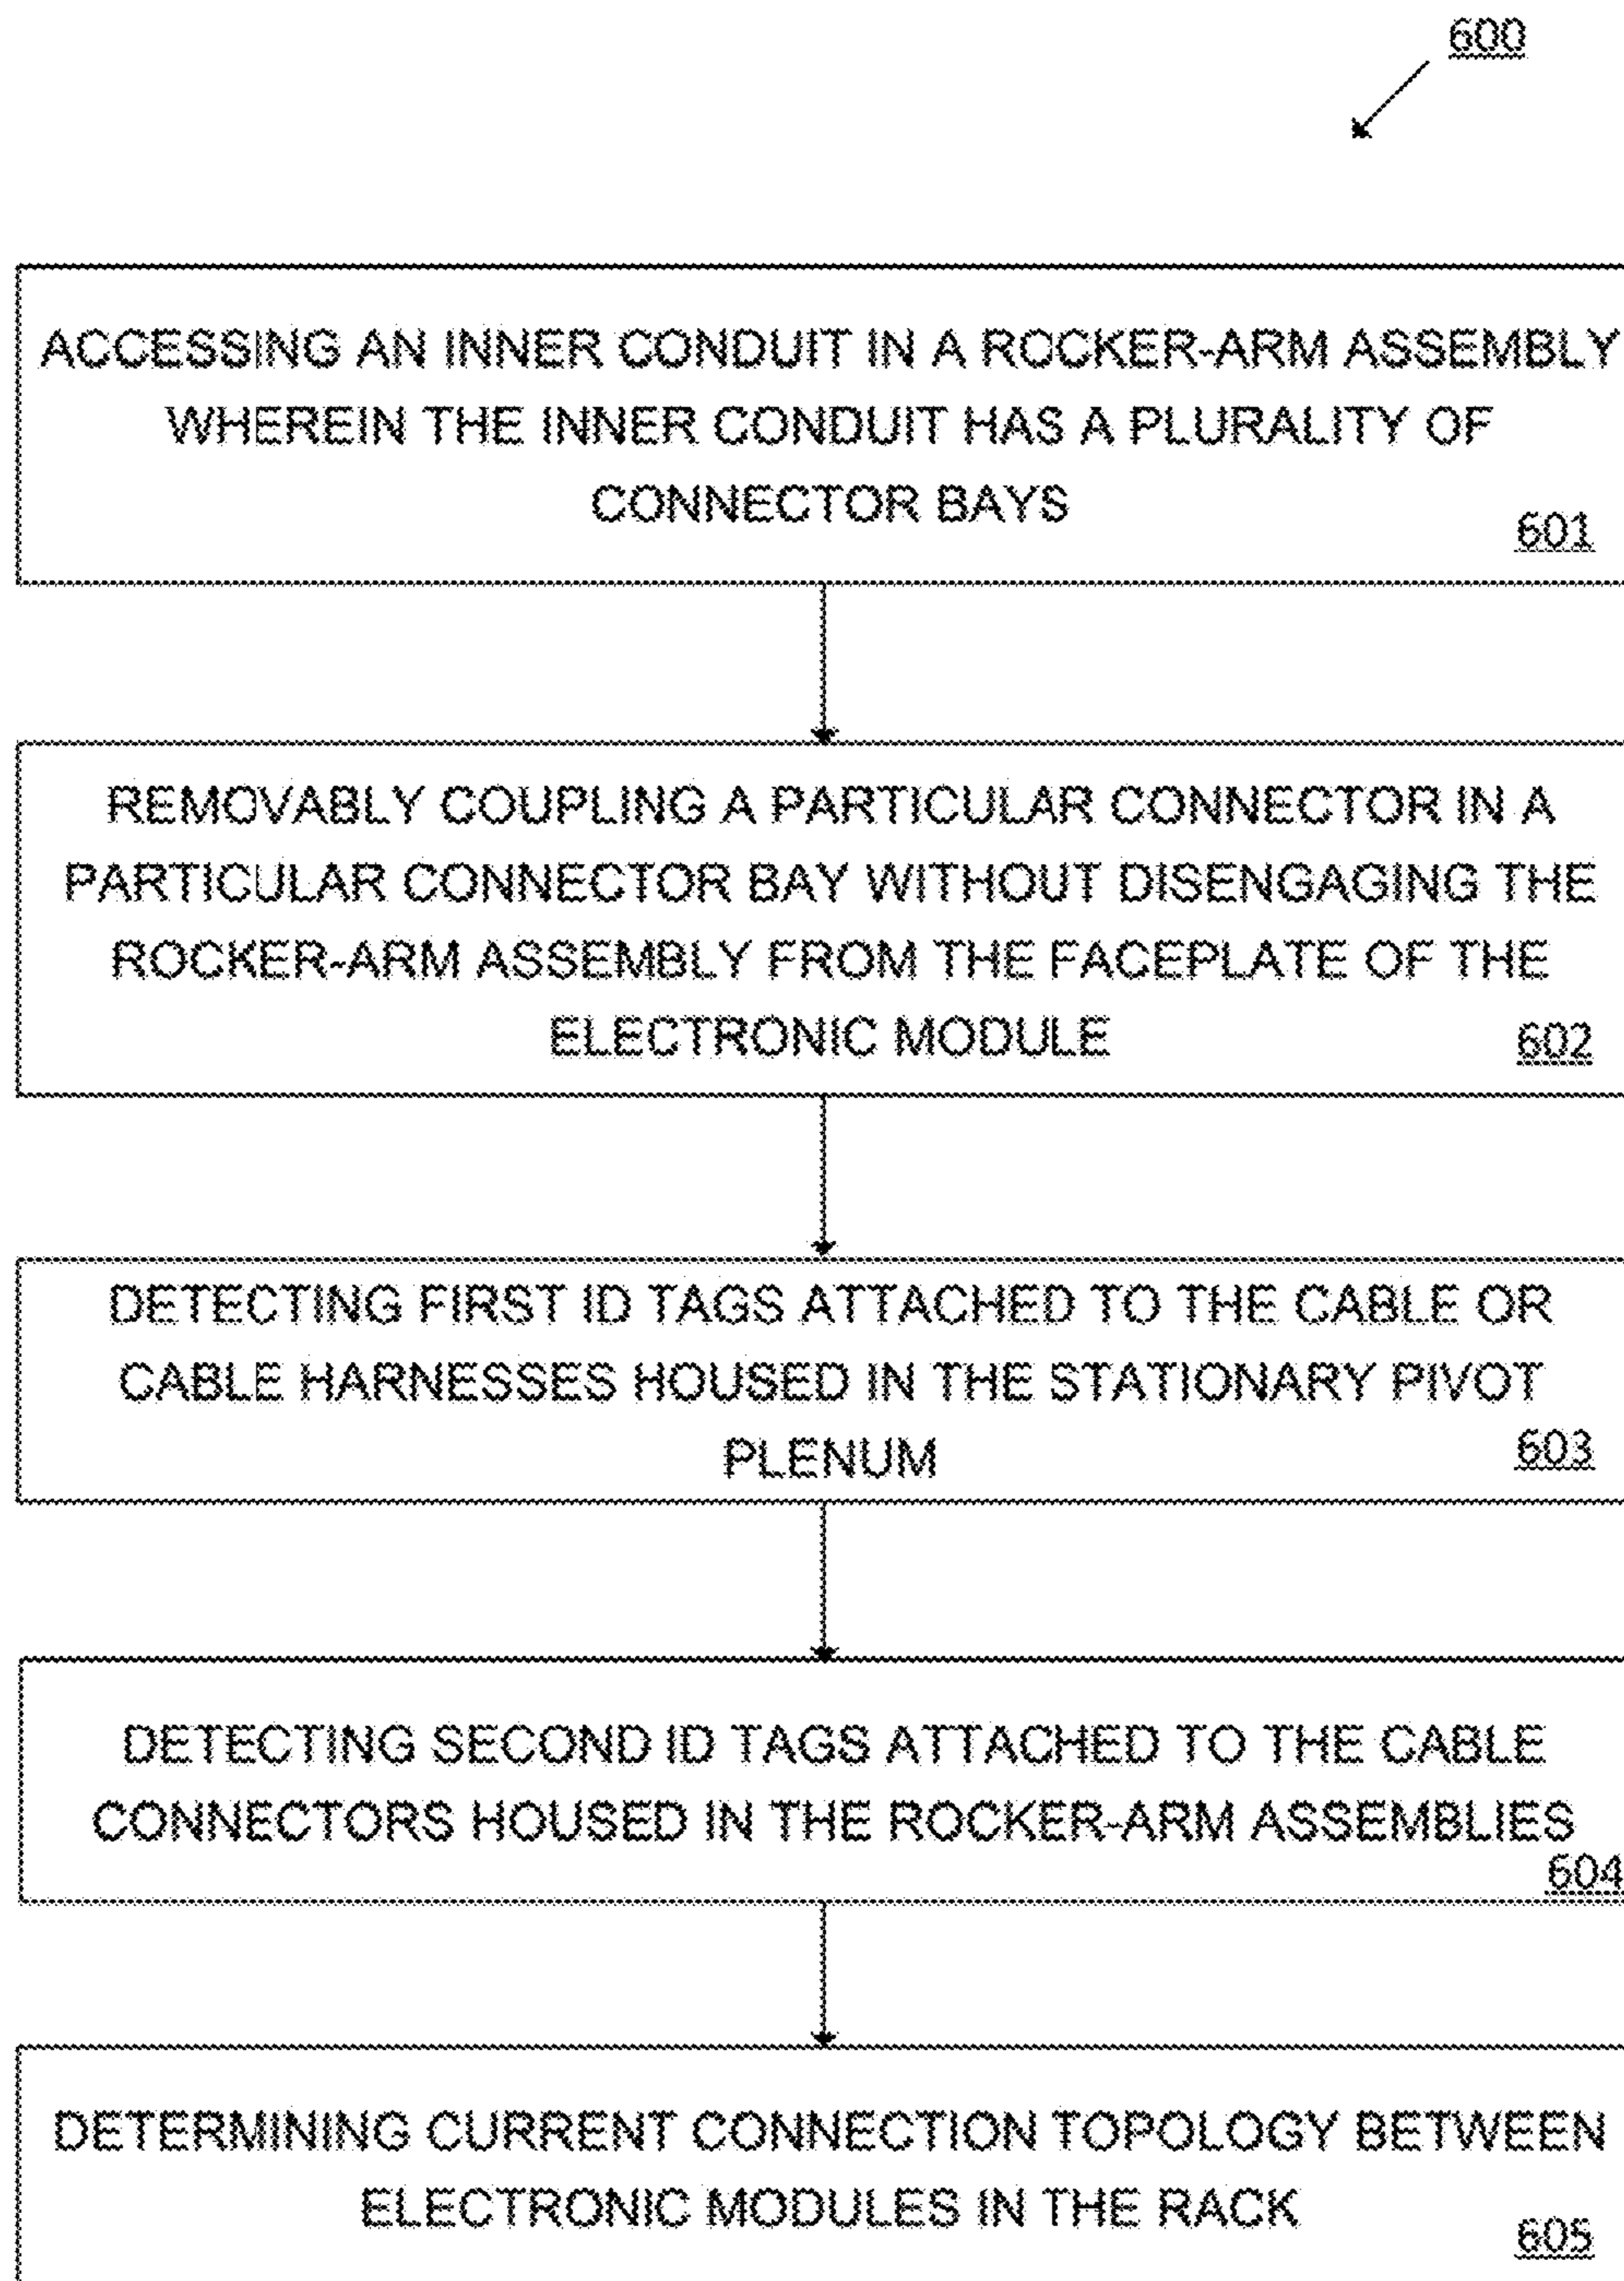 600
ACCESSING AN INNER CONDUIT IN A ROCKER-ARM ASSEMBLY
WHEREIN THE INNER CONDUIT HAS A PLURALITY OF
CONNECTOR BAYS
601
REMOVABLY COUPLING A PARTICULAR CONNECTOR IN A
PARTICULAR CONNECTOR BAY WITHOUT DISENGAGING THE
ROCKER-ARM ASSEMBLY FROM THE FACEPLATE OF THE
ELECTRONIC MODULE
602
DETECTING FIRST ID TAGS ATTACHED TO THE CABLE OR
CABLE HARNESSES HOUSED IN THE STATIONARY PIVOT
PLENUM
603
DETECTING SECOND ID TAGS ATTACHED TO THE CABLE
CONNECTORS HOUSED IN THE ROCKER-ARM ASSEMBLIES
604
DETERMINING CURRENT CONNECTION TOPOLOGY BETWEEN
ELECTRONIC MODULES IN THE RACK
605